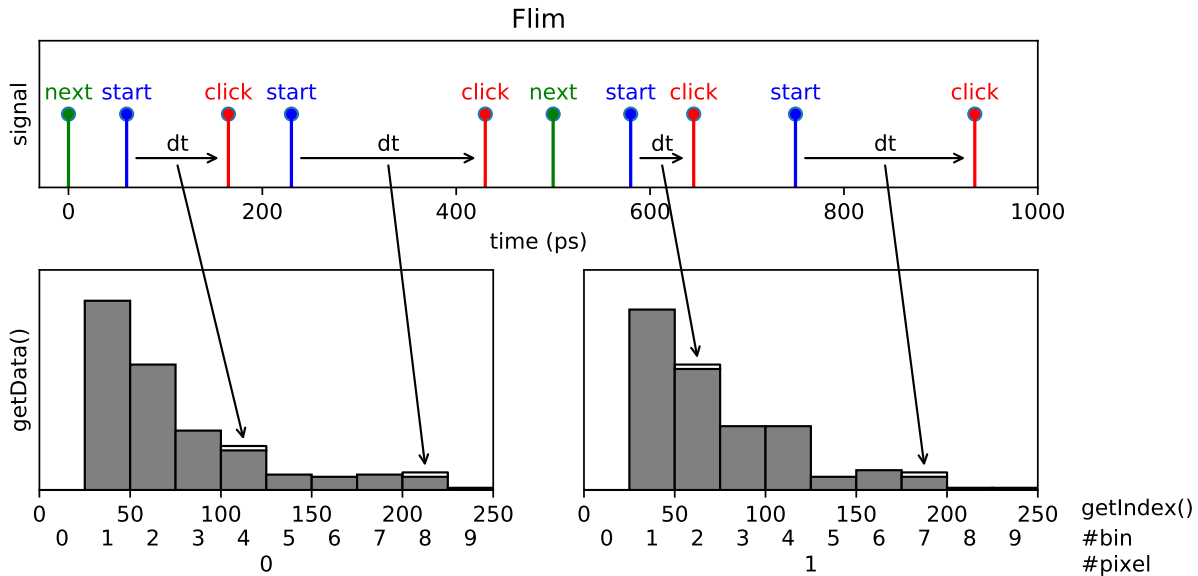 Flim
signal
next start click start click next start click start click
dt dt dt dt
0 200 400 600 800 1000
time (ps)
getData()
0 50 100 150 200 250 0 50 100 150 200 250 getIndex()
0 1 2 3 4 5 6 7 8 9 0 1 2 3 4 5 6 7 8 9 #bin
0 1 #pixel